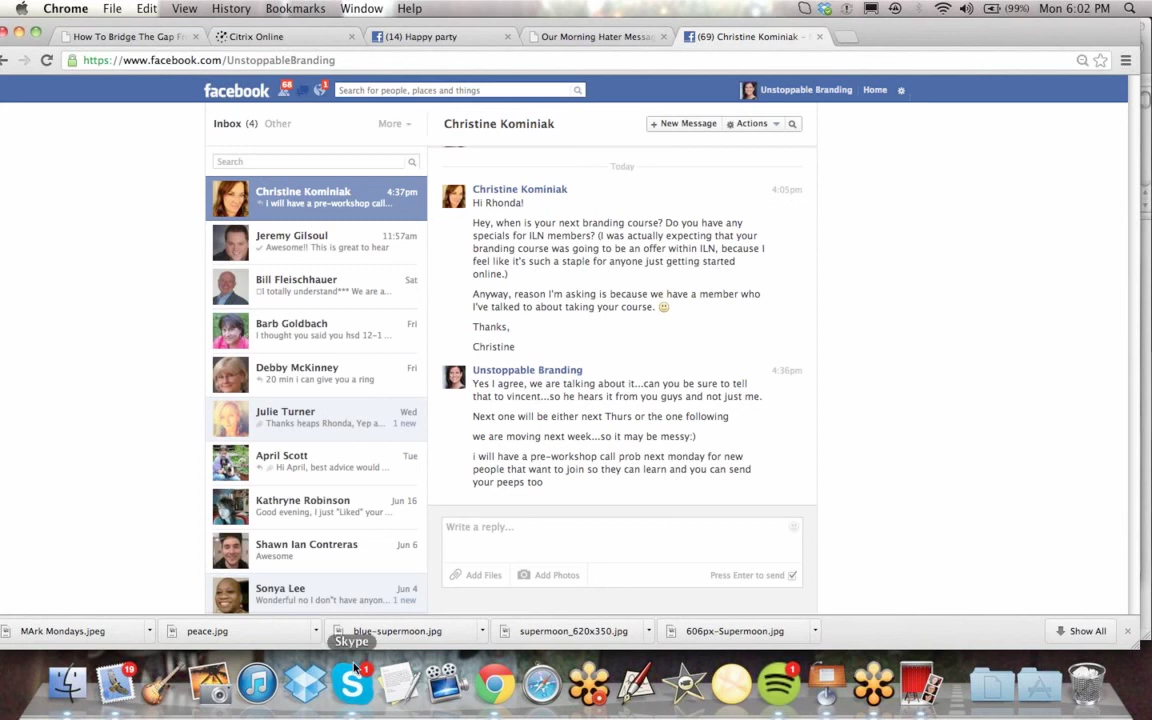 Chrome File Edit View History Bookmarks Window Help (99%) Mon 6:02 PM
How To Bridge The Gap Fr Citrix Online (14) Happy party Our Morning Hater Messag (69) Christine Kominiak -
https://www.facebook.com/UnstoppableBranding
facebook 68 1 Search for people, places and things Unstoppable Branding Home
Inbox (4) Other More
Christine Kominiak + New Message Actions
Search
Christine Kominiak 4:37pm
I will have a pre-workshop call...
Jeremy Gilsoul 11:57am
Awesome!! This is great to hear
Bill Fleischhauer Sat
I totally understand*** We are a...
Barb Goldbach Fri
I thought you said you hsd 12-1 ...
Debby McKinney Fri
20 min i can give you a ring
Julie Turner Wed
Thanks heaps Rhonda, Yep a... 1 new
April Scott Tue
Hi April, best advice would ...
Kathryne Robinson Jun 16
Good evening, I just "Liked" your ...
Shawn Ian Contreras Jun 6
Awesome
Sonya Lee Jun 4
Wonderful no I don"t have anyon... 1 new
Today
Christine Kominiak 4:05pm
Hi Rhonda!
Hey, when is your next branding course? Do you have any
specials for ILN members? (I was actually expecting that your
branding course was going to be an offer within ILN, because I
feel like it's such a staple for anyone just getting started
online.)
Anyway, reason I'm asking is because we have a member who
I've talked to about taking your course.
Thanks,
Christine
Unstoppable Branding 4:36pm
Yes I agree, we are talking about it...can you be sure to tell
that to vincent...so he hears it from you guys and not just me.
Next one will be either next Thurs or the one following
we are moving next week...so it may be messy:)
i will have a pre-workshop call prob next monday for new
people that want to join so they can learn and you can send
your peeps too
Write a reply...
Add Files Add Photos Press Enter to send
MArk Mondays.jpeg peace.jpg blue-supermoon.jpg supermoon_620x350.jpg 606px-Supermoon.jpg Show All
Skype
19 1 1